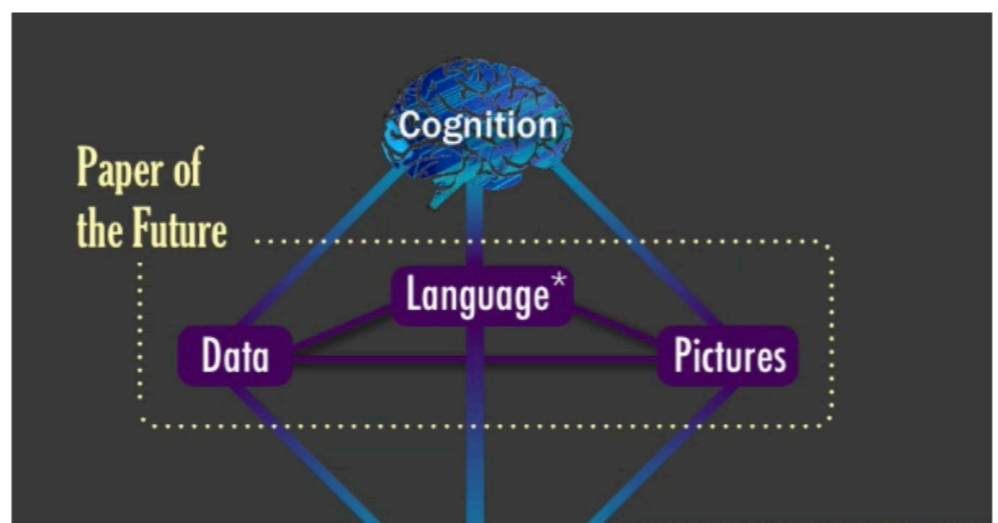 Cognition
Paper of
the Future
Language*
Data
Pictures